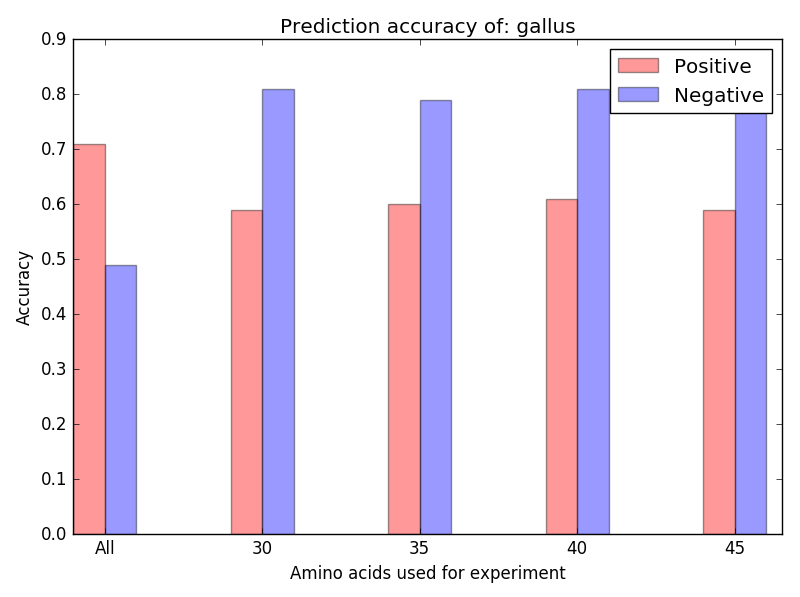 Prediction accuracy of: gallus
0.9
0.8
0.7
0.6
0.5
0.4
0.3
0.2
0.1
0.0
Accuracy
Positive
Negative
All 30 35 40 45
Amino acids used for experiment